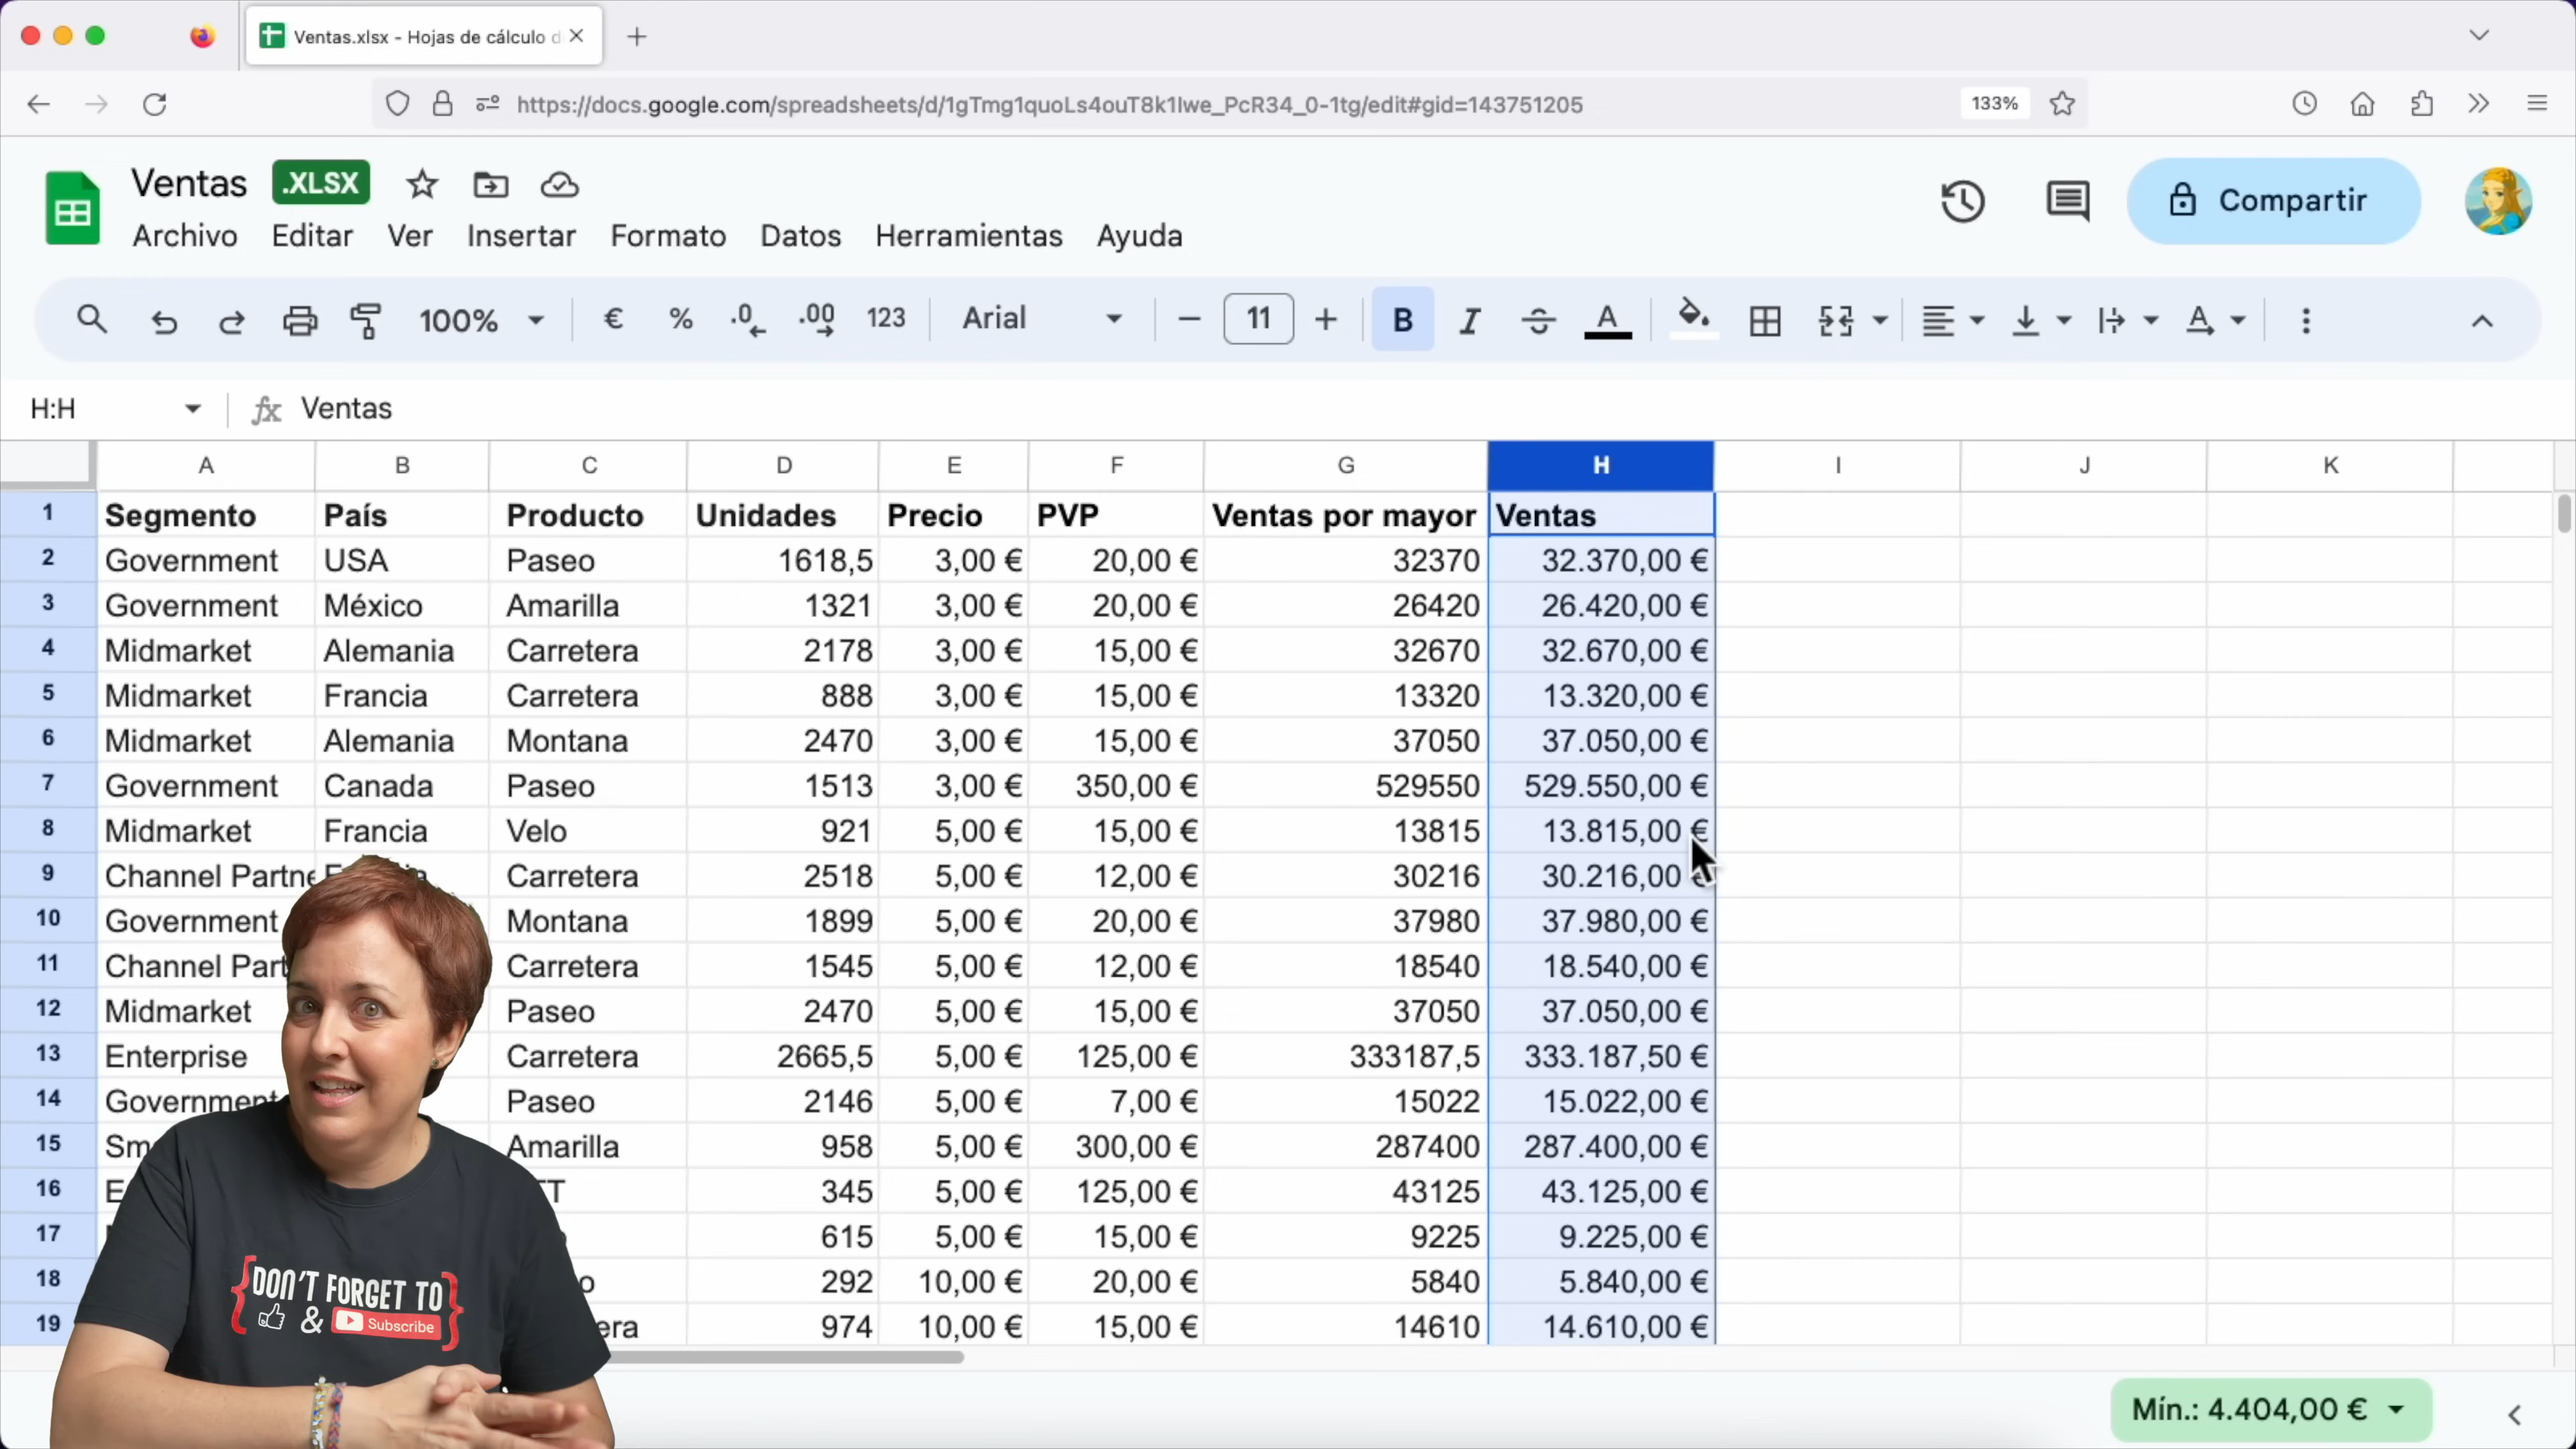 Ventas.xlsx - Hojas de cálculo d
https://docs.google.com/spreadsheets/d/1gTmg1quoLs4ouT8k1lwe_PcR34_0-1tg/edit#gid=143751205
133%
Ventas .XLSX
Compartir
Archivo Editar Ver Insertar Formato Datos Herramientas Ayuda
100% € % .0 .00 123 Arial 11 B I A A
H:H fx Ventas
A B C D E F G H I J K
1 Segmento País Producto Unidades Precio PVP Ventas por mayor Ventas
2 Government USA Paseo 1618,5 3,00 € 20,00 € 32370 32.370,00 €
3 Government México Amarilla 1321 3,00 € 20,00 € 26420 26.420,00 €
4 Midmarket Alemania Carretera 2178 3,00 € 15,00 € 32670 32.670,00 €
5 Midmarket Francia Carretera 888 3,00 € 15,00 € 13320 13.320,00 €
6 Midmarket Alemania Montana 2470 3,00 € 15,00 € 37050 37.050,00 €
7 Government Canada Paseo 1513 3,00 € 350,00 € 529550 529.550,00 €
8 Midmarket Francia Velo 921 5,00 € 15,00 € 13815 13.815,00 €
9 Channel Partne Carretera 2518 5,00 € 12,00 € 30216 30.216,00 €
10 Government Montana 1899 5,00 € 20,00 € 37980 37.980,00 €
11 Channel Part Carretera 1545 5,00 € 12,00 € 18540 18.540,00 €
12 Midmarket Paseo 2470 5,00 € 15,00 € 37050 37.050,00 €
13 Enterprise Carretera 2665,5 5,00 € 125,00 € 333187,5 333.187,50 €
14 Government Paseo 2146 5,00 € 7,00 € 15022 15.022,00 €
15 Sm Amarilla 958 5,00 € 300,00 € 287400 287.400,00 €
16 E 345 5,00 € 125,00 € 43125 43.125,00 €
17 615 5,00 € 15,00 € 9225 9.225,00 €
18 o 292 10,00 € 20,00 € 5840 5.840,00 €
19 era 974 10,00 € 15,00 € 14610 14.610,00 €
DON'T FORGET TO
& Subscribe
Mín.: 4.404,00 €